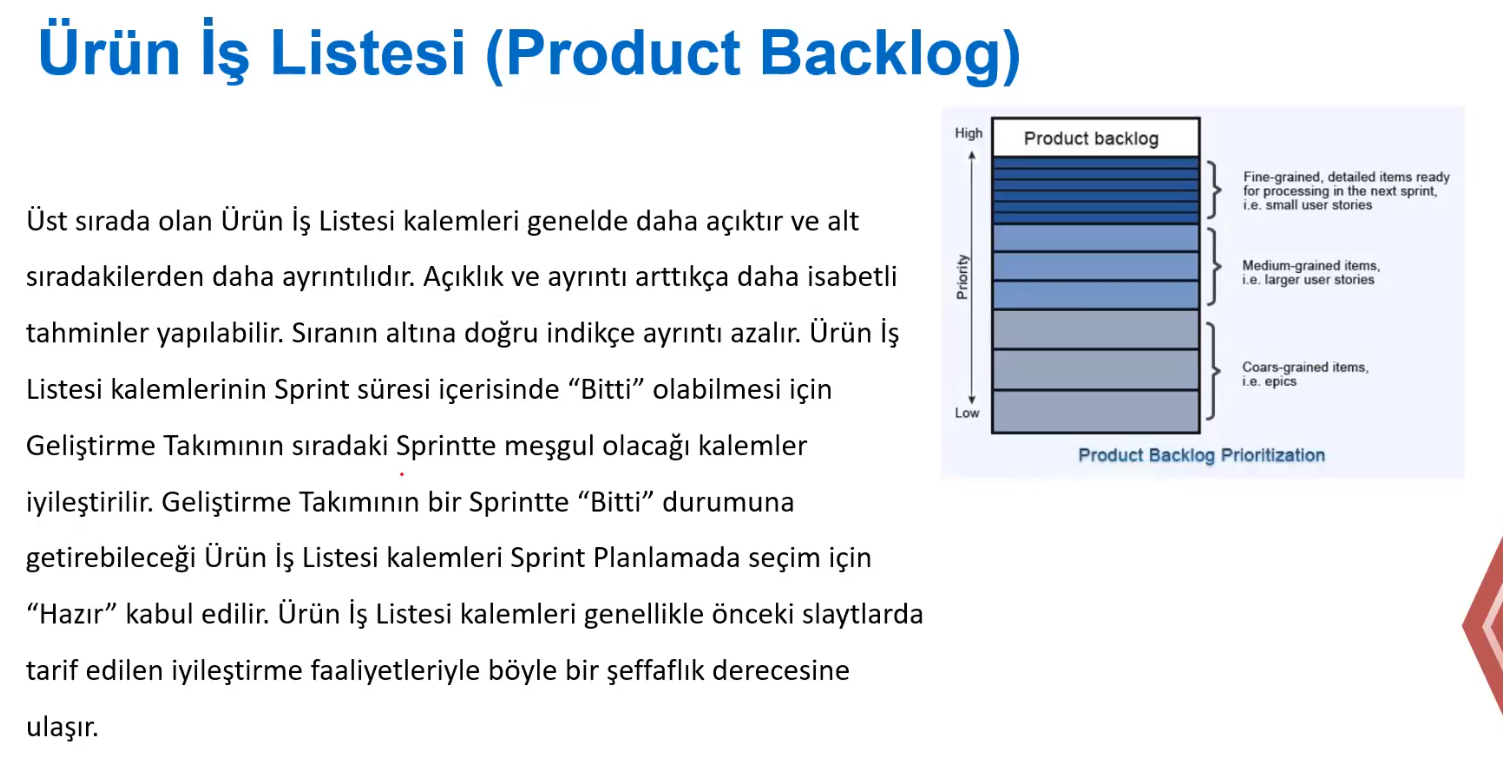 Ürün İş Listesi (Product Backlog)
Üst sırada olan Ürün İş Listesi kalemleri genelde daha açıktır ve alt
sıradakilerden daha ayrıntılıdır. Açıklık ve ayrıntı arttıkça daha isabetli
tahminler yapılabilir. Sıranın altına doğru indikçe ayrıntı azalır. Ürün İş
Listesi kalemlerinin Sprint süresi içerisinde “Bitti” olabilmesi için
Geliştirme Takımının sıradaki Sprintte meşgul olacağı kalemler
iyileştirilir. Geliştirme Takımının bir Sprintte “Bitti” durumuna
getirebileceği Ürün İş Listesi kalemleri Sprint Planlamada seçim için
“Hazır” kabul edilir. Ürün İş Listesi kalemleri genellikle önceki slaytlarda
tarif edilen iyileştirme faaliyetleriyle böyle bir şeffaflık derecesine
ulaşır.
High
Product backlog
Fine-grained, detailed items ready
for processing in the next sprint,
i.e. small user stories
Priority
Medium-grained items,
i.e. larger user stories
Coars-grained items,
i.e. epics
Low
Product Backlog Prioritization